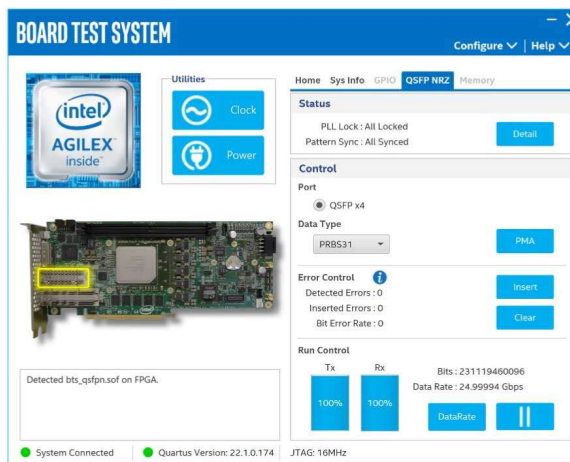 BOARD TEST SYSTEM
Configure | Help
Utilities
Clock
Power
intel
AGILEX
inside
Home Sys Info GPIO QSFP NRZ Memory
Status
PLL Lock : All Locked
Pattern Sync : All Synced
Detail
Control
Port
QSFP x4
Data Type
PRBS31
PMA
Error Control
Detected Errors : 0
Inserted Errors : 0
Bit Error Rate : 0
Insert
Clear
Run Control
Tx Rx
100% 100%
Bits : 231119460096
Data Rate : 24.99994 Gbps
DataRate
Detected bts_qsfpn.sof on FPGA.
System Connected Quartus Version: 22.1.0.174 JTAG: 16MHz